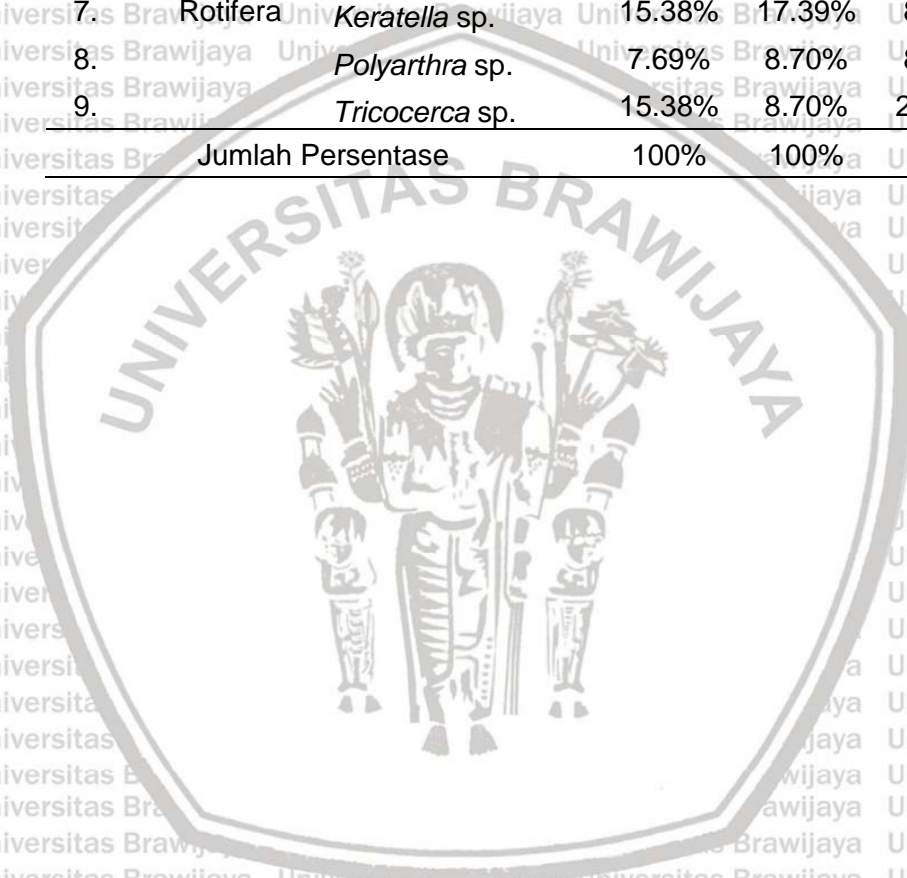 7. Rotifera Keratella sp. 15.38% 17.39%
8. Polyarthra sp. 7.69% 8.70%
9. Tricocerca sp. 15.38% 8.70%
Jumlah Persentase 100% 100%
UNIVERSITAS BRAWIJAYA